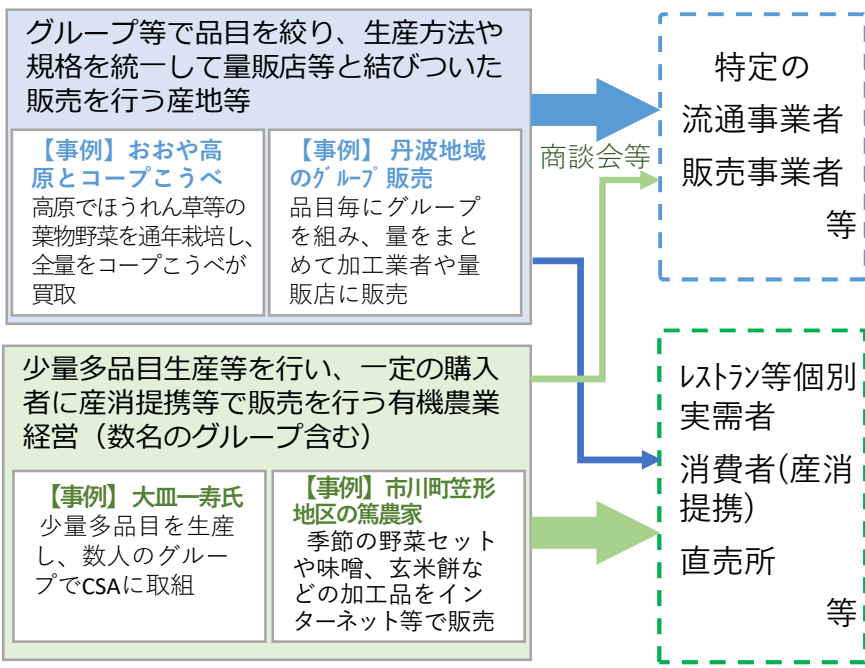 グループ等で品目を絞り、生産方法や
規格を統一して量販店等と結びついた
販売を行う産地等
【事例】おおや高
原とコープこうべ
高原でほうれん草等の
葉物野菜を通年栽培し、
全量をコープこうべが
買取
【事例】 丹波地域
のグループ 販売
品目毎にグループ
を組み、量をまと
めて加工業者や量
販店に販売
商談会等
特定の
流通事業者
販売事業者
等
少量多品目生産等を行い、一定の購入
者に産消提携等で販売を行う有機農業
経営（数名のグループ含む）
【事例】大皿一寿氏
少量多品目を生産
し、数人のグルー
プでCSAに取組
【事例】市川町笠形
地区の篤農家
季節の野菜セット
や味噌、玄米餅な
どの加工品をイン
ターネット等で販売
レストラン等個別
実需者
消費者(産消
提携)
直売所
等